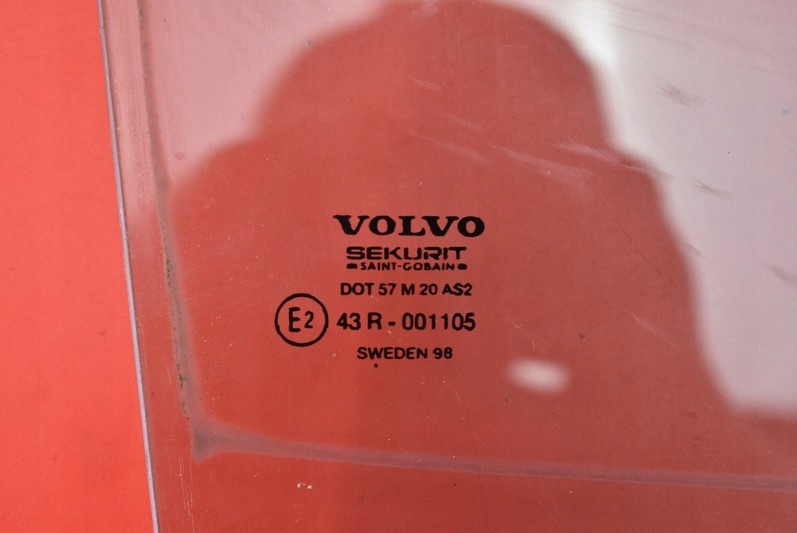 VOLVO
SEKURIT
SAINT-GOBAIN
DOT 57 M 20 AS2
E2 43 R - 001105
SWEDEN 98